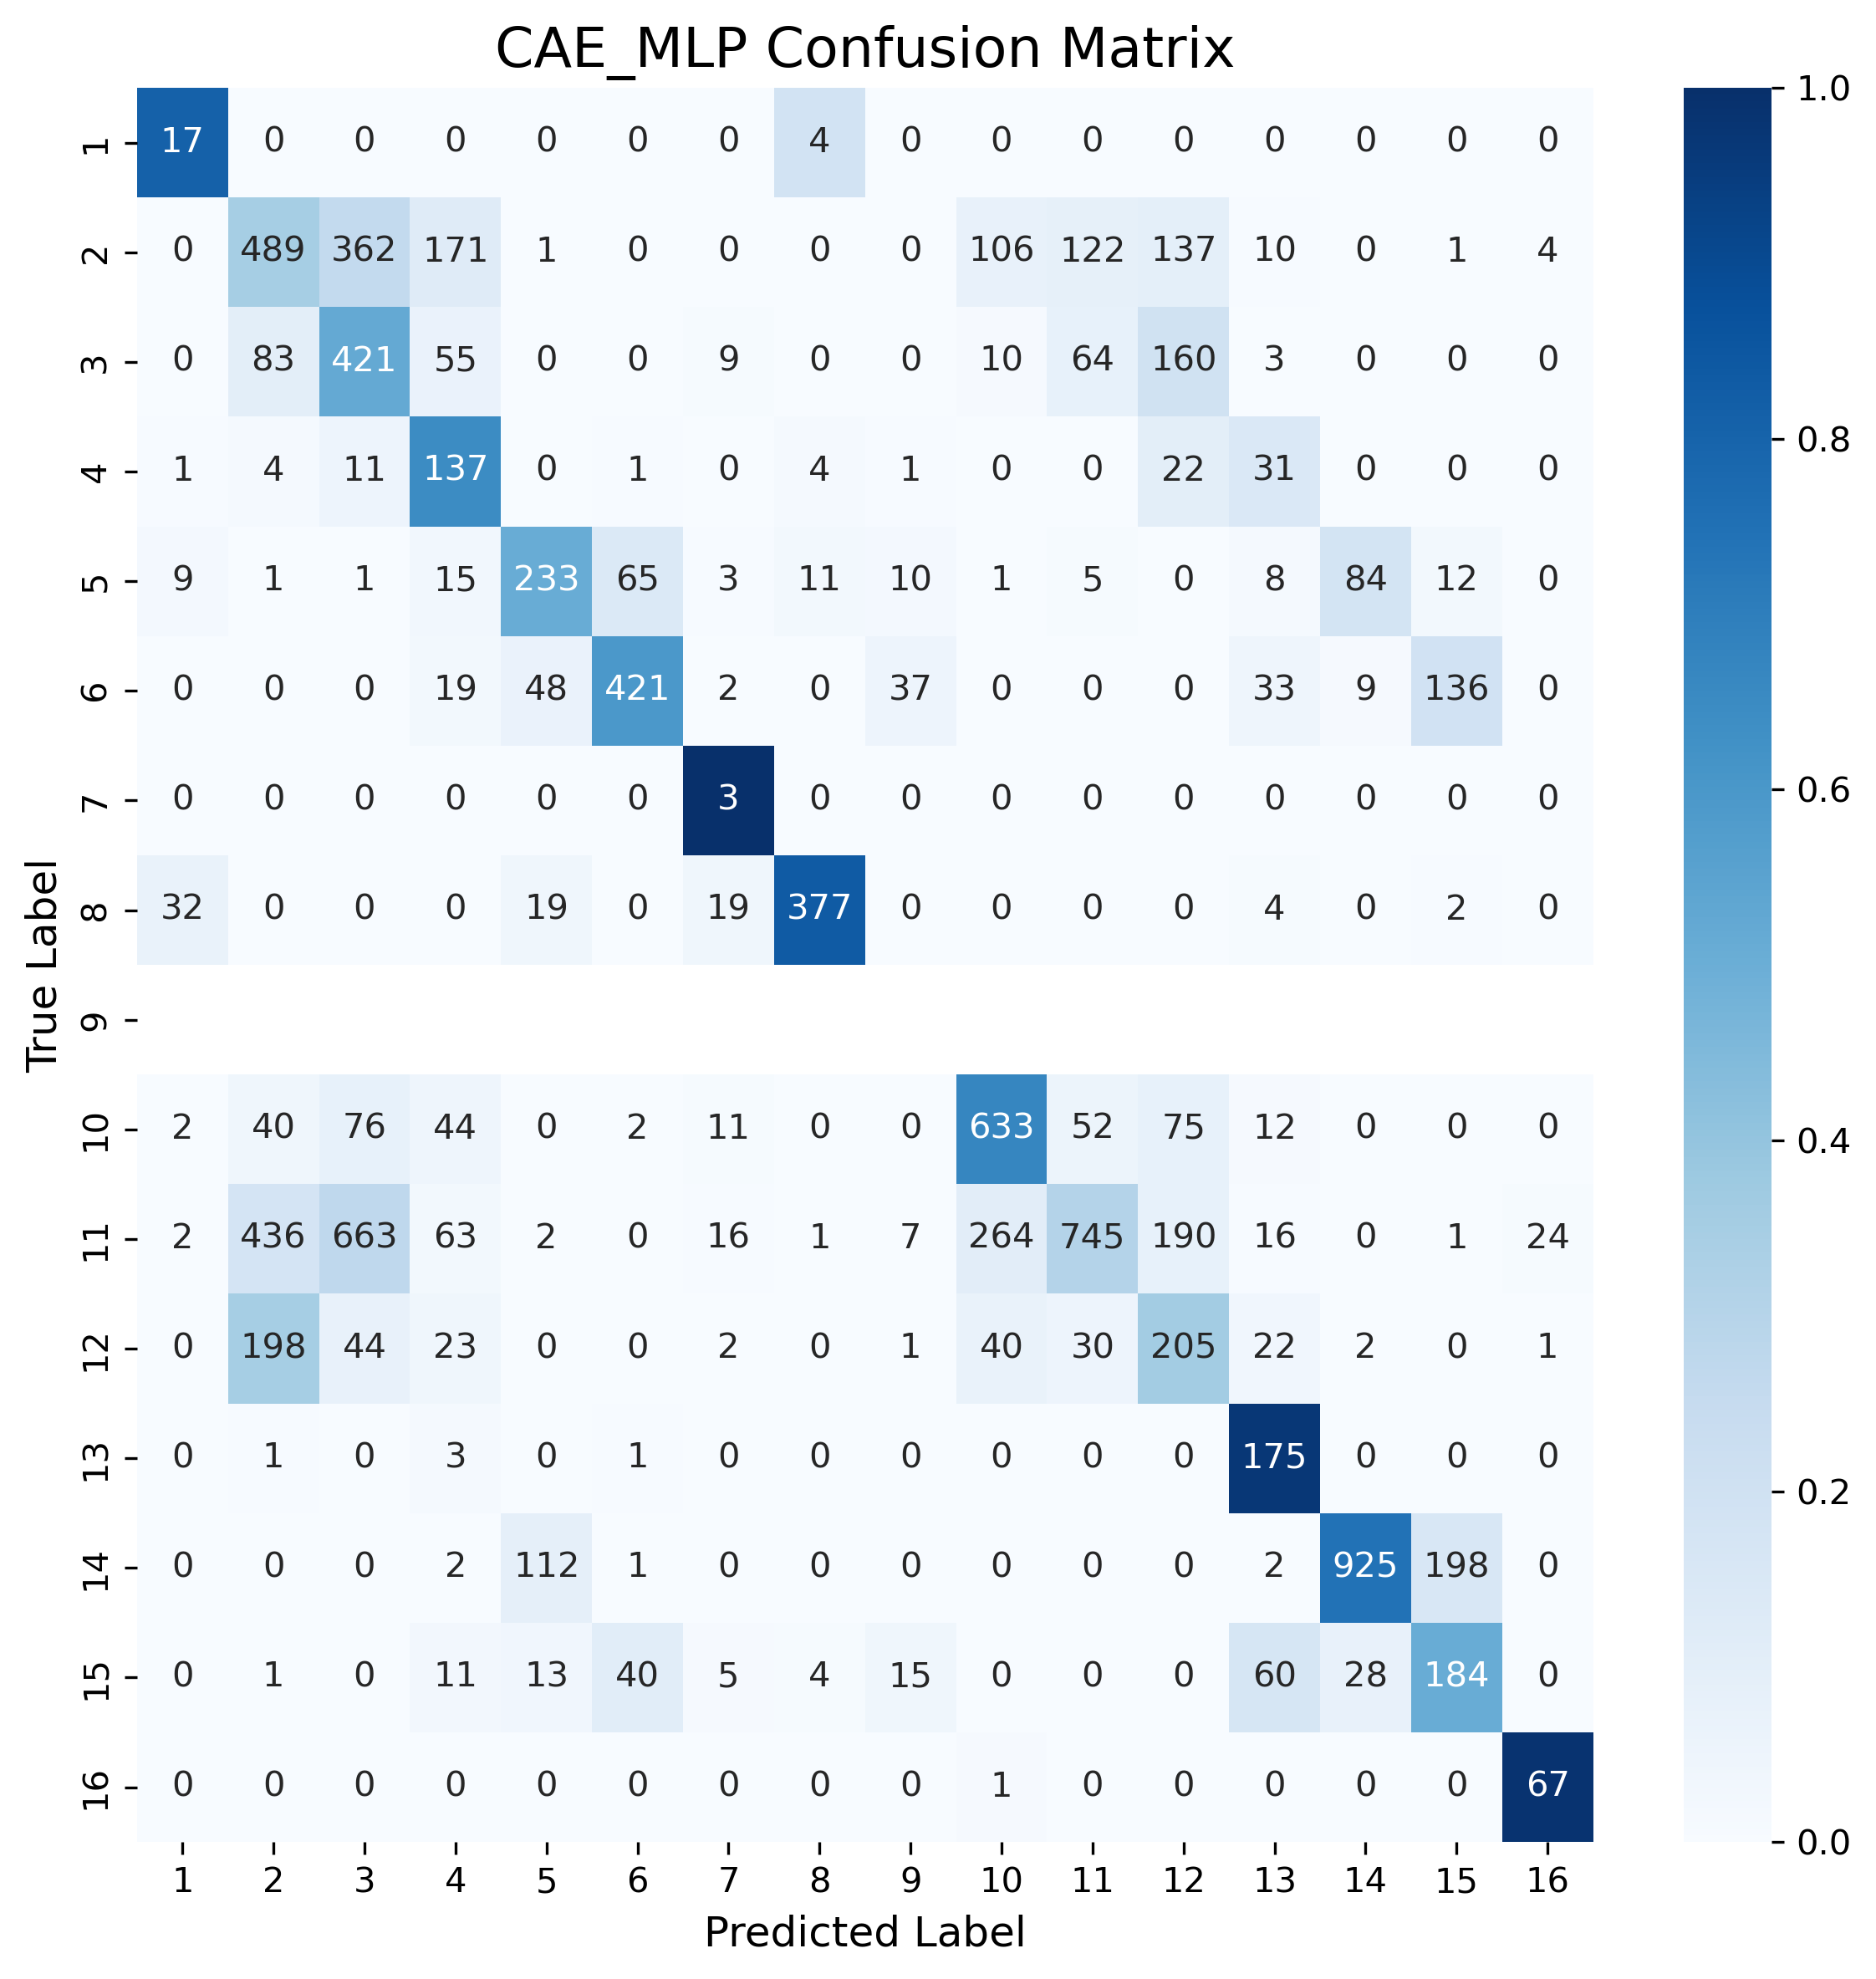 CAE_MLP Confusion Matrix
1 17 0 0 0 0 0 0 4 0 0 0 0 0 0 0 0
2 0 489 362 171 1 0 0 0 0 106 122 137 10 0 1 4
3 0 83 421 55 0 0 9 0 0 10 64 160 3 0 0 0
4 1 4 11 137 0 1 0 4 1 0 0 22 31 0 0 0
5 9 1 1 15 233 65 3 11 10 1 5 0 8 84 12 0
6 0 0 0 19 48 421 2 0 37 0 0 0 33 9 136 0
7 0 0 0 0 0 0 3 0 0 0 0 0 0 0 0 0
8 32 0 0 0 19 0 19 377 0 0 0 0 4 0 2 0
9
10 2 40 76 44 0 2 11 0 0 633 52 75 12 0 0 0
11 2 436 663 63 2 0 16 1 7 264 745 190 16 0 1 24
12 0 198 44 23 0 0 2 0 1 40 30 205 22 2 0 1
13 0 1 0 3 0 1 0 0 0 0 0 0 175 0 0 0
14 0 0 0 2 112 1 0 0 0 0 0 0 2 925 198 0
15 0 1 0 11 13 40 5 4 15 0 0 0 60 28 184 0
16 0 0 0 0 0 0 0 0 0 1 0 0 0 0 0 67
1 2 3 4 5 6 7 8 9 10 11 12 13 14 15 16
Predicted Label
True Label
1.0
0.8
0.6
0.4
0.2
0.0